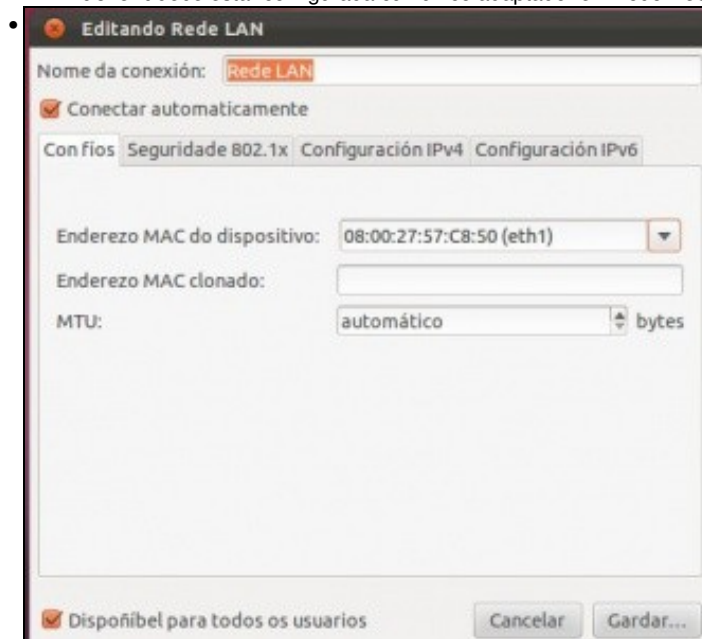 Editando Rede LAN
Nome da conexión: Rede LAN
Conectar automaticamente
Con fíos Seguridade 802.1x Configuración IPv4 Configuración IPv6
Enderezo MAC do dispositivo: 08:00:27:57:C8:50 (eth1)
Enderezo MAC clonado:
MTU: automático bytes
Dispoñíbel para todos os usuarios Cancelar Gardar...